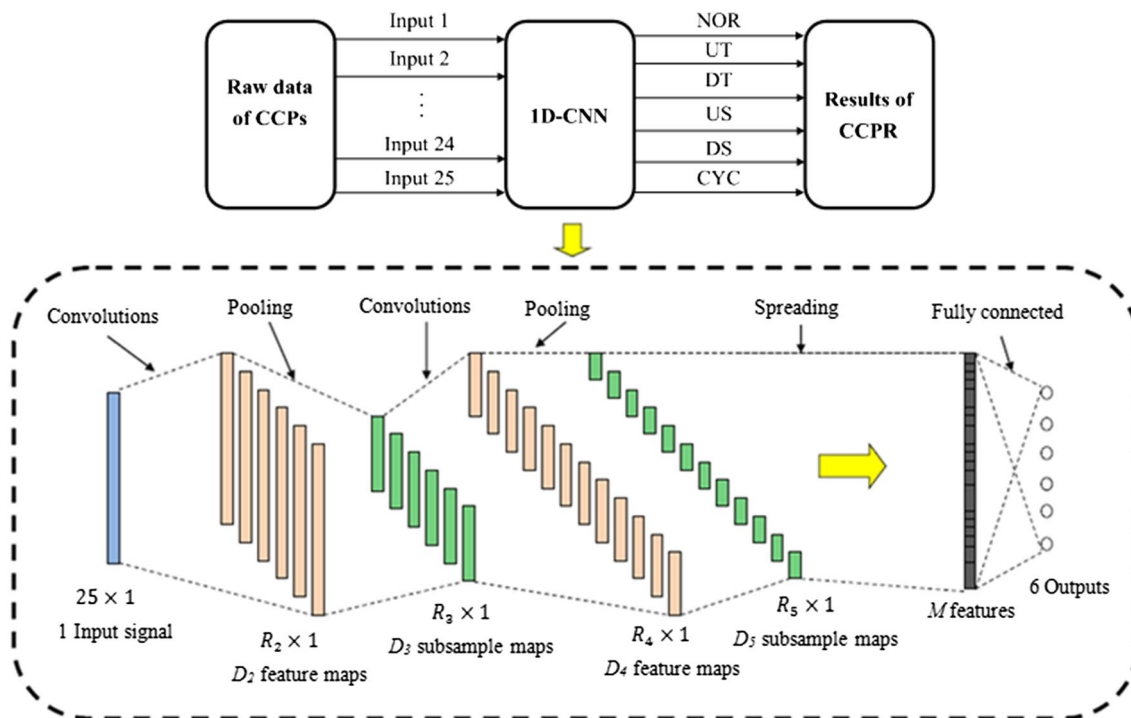 Input 1
Input 2
⋮
Input 24
Input 25
Raw data
of CCPs
1D-CNN
NOR
UT
DT
US
DS
CYC
Results of
CCPR
Convolutions
Pooling
Convolutions
Pooling
Spreading
Fully connected
25 × 1
1 Input signal
R₂ × 1
D₂ feature maps
R₃ × 1
D₃ subsample maps
R₄ × 1
D₄ feature maps
R₅ × 1
D₅ subsample maps
M features
6 Outputs